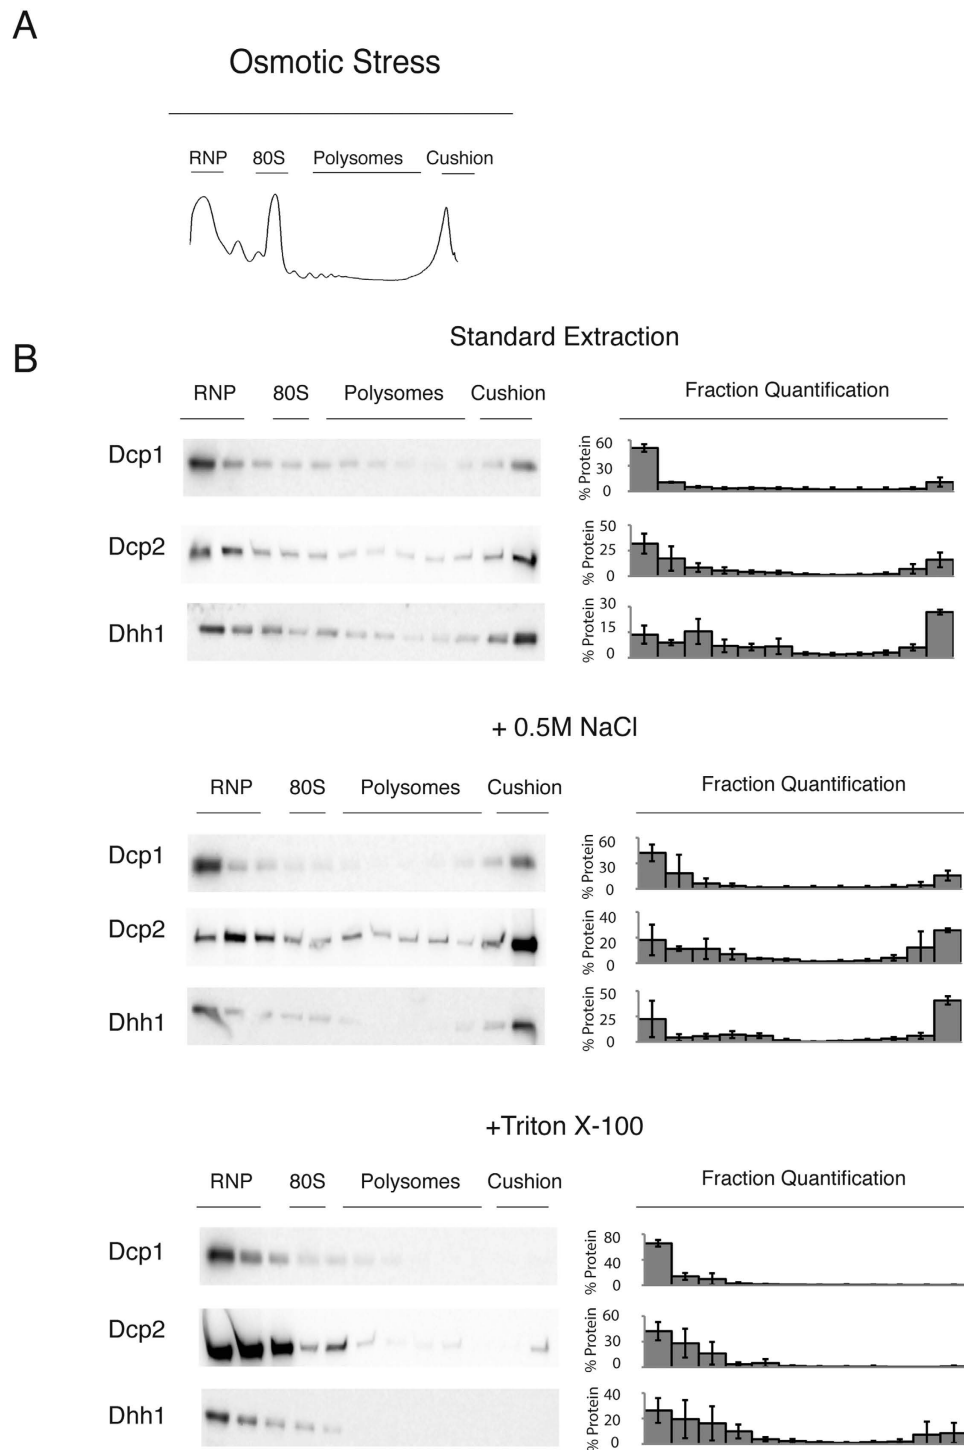 A
Osmotic Stress
RNP 80S Polysomes Cushion
B
Standard Extraction
RNP 80S Polysomes Cushion Fraction Quantification
Dcp1
% Protein
60
30
0
Dcp2
% Protein
50
25
0
Dhh1
% Protein
30
15
0
+ 0.5M NaCl
RNP 80S Polysomes Cushion Fraction Quantification
Dcp1
% Protein
60
30
0
Dcp2
% Protein
40
20
0
Dhh1
% Protein
50
25
0
+Triton X-100
RNP 80S Polysomes Cushion Fraction Quantification
Dcp1
% Protein
80
40
0
Dcp2
% Protein
60
30
0
Dhh1
% Protein
40
20
0